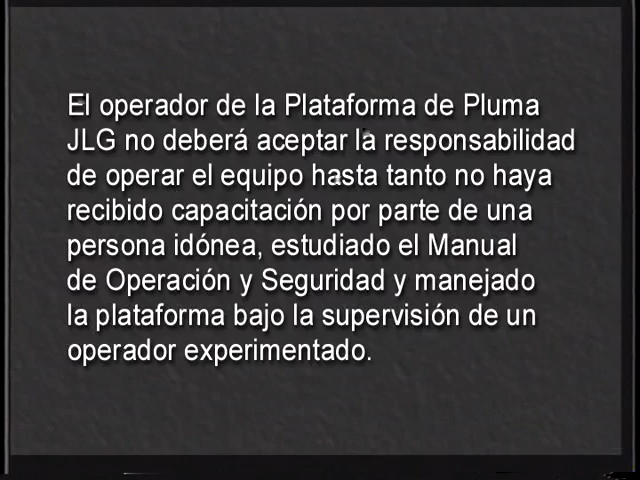 El operador de la Plataforma de Pluma
JLG no deberá aceptar la responsabilidad
de operar el equipo hasta tanto no haya
recibido capacitación por parte de una
persona idónea, estudiado el Manual
de Operación y Seguridad y manejado
la plataforma bajo la supervisión de un
operador experimentado.